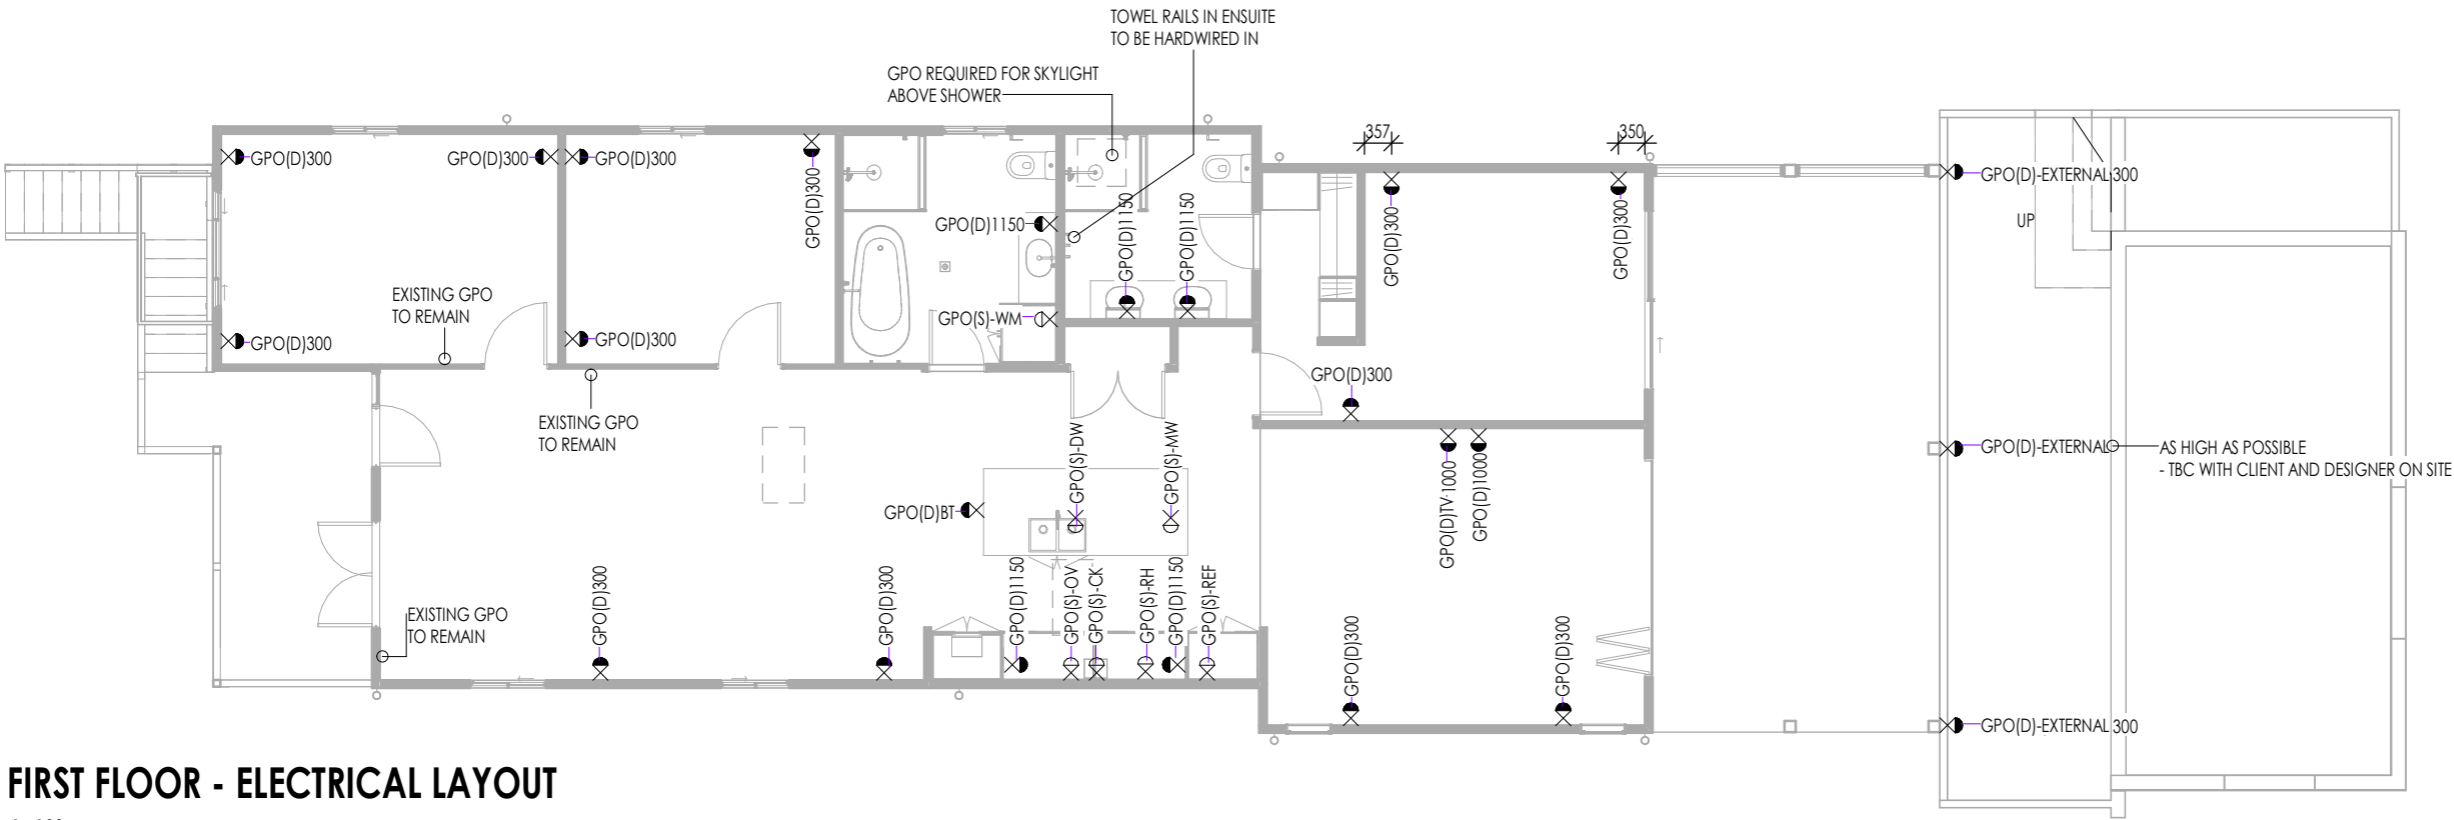 TOWEL RAILS IN ENSUITE
TO BE HARDWIRED IN
GPO REQUIRED FOR SKYLIGHT
ABOVE SHOWER
357
350
GPO(D)300
GPO(D)300
GPO(D)300
GPO(D)300
GPO(D)1150
GPO(D)1150
GPO(D)1150
GPO(D)300
GPO(D)300
GPO(D)-EXTERNAL 300
UP
EXISTING GPO
TO REMAIN
GPO(S)-WM
GPO(D)300
GPO(D)300
GPO(D)300
EXISTING GPO
TO REMAIN
GPO(S)-DW
GPO(S)-MW
GPO(D)TV 1000
GPO(D)1000
GPO(D)-EXTERNAL
AS HIGH AS POSSIBLE
- TBC WITH CLIENT AND DESIGNER ON SITE
GPO(D)BT
EXISTING GPO
TO REMAIN
GPO(D)300
GPO(D)300
GPO(D)1150
GPO(S)-OV
GPO(S)-CK
GPO(S)-RH
GPO(D)1150
GPO(S)-REF
GPO(D)300
GPO(D)300
GPO(D)-EXTERNAL 300
FIRST FLOOR - ELECTRICAL LAYOUT